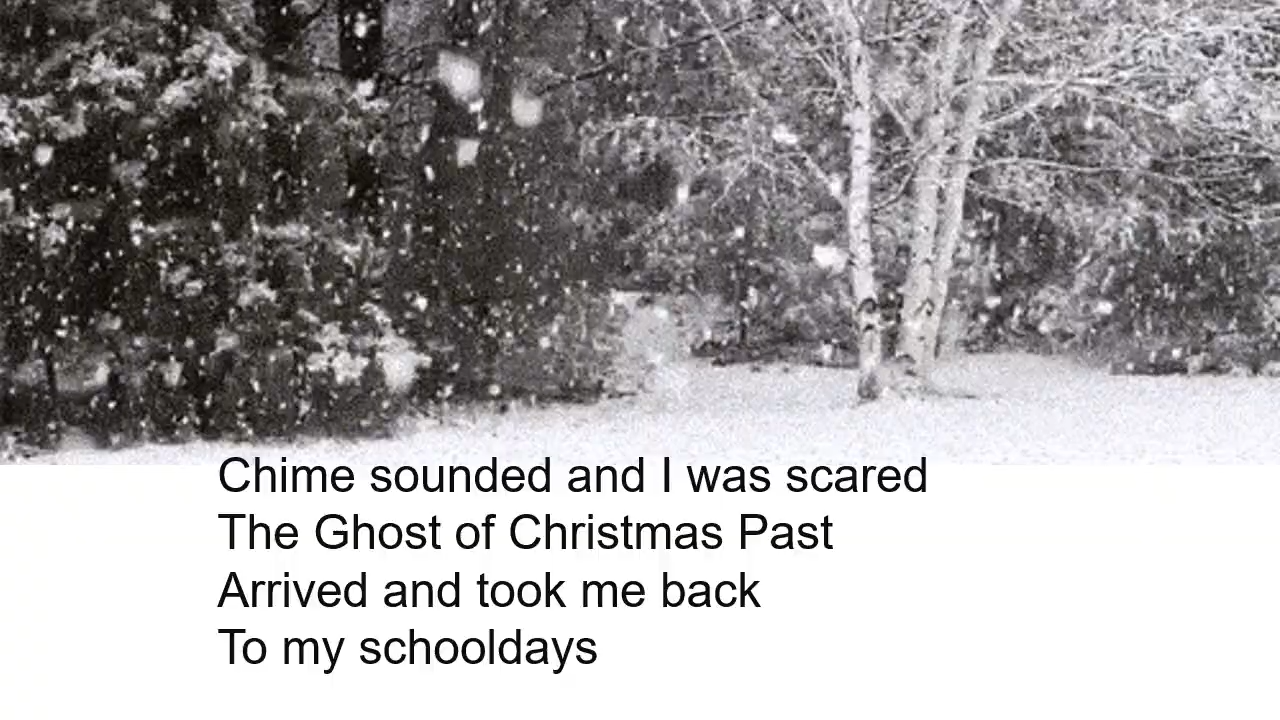 Chime sounded and I was scared
The Ghost of Christmas Past
Arrived and took me back
To my schooldays